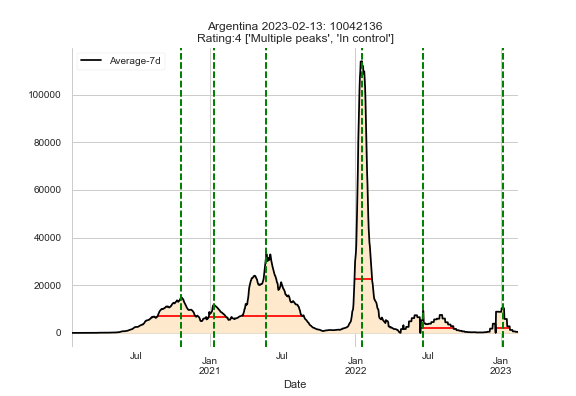 Argentina 2023-02-13: 10042136
Rating:4 ['Multiple peaks', 'In control']
Average-7d
100000
80000
60000
40000
20000
0
Jul
Jan
2021
Jul
Jan
2022
Jul
Jan
2023
Date